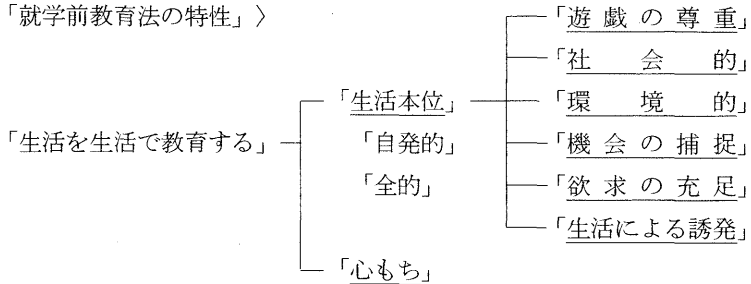 「就学前教育法の特性」〉
「遊戯の尊重」
「社会的」
「生活本位」
「環境的」
「生活を生活で教育する」
「自発的」
「機会の捕捉」
「全的」
「欲求の充足」
「生活による誘発」
「心もち」